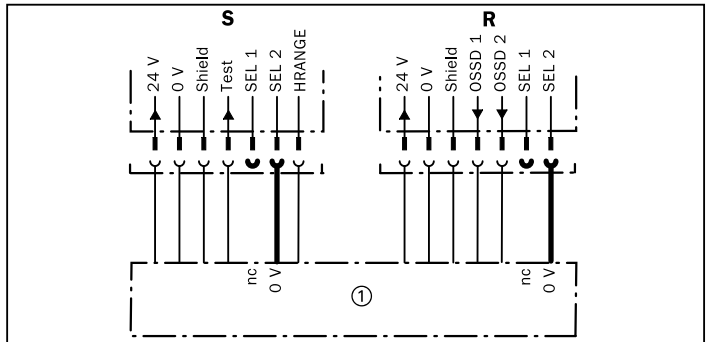 S
R
24 V
0 V
Shield
Test
SEL 1
SEL 2
HRANGE
24 V
0 V
Shield
OSSD 1
OSSD 2
SEL 1
SEL 2
nc
0 V
nc
0 V
①